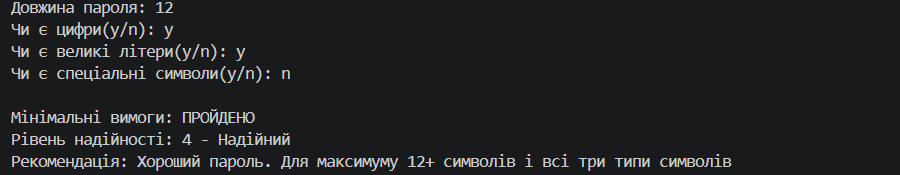 Довжина пароля: 12
Чи є цифри(y/n): y
Чи є великі літери(y/n): y
Чи є спеціальні символи(y/n): n
Мінімальні вимоги: ПРОЙДЕНО
Рівень надійності: 4 - Надійний
Рекомендація: Хороший пароль. Для максимуму 12+ символів і всі три типи символів